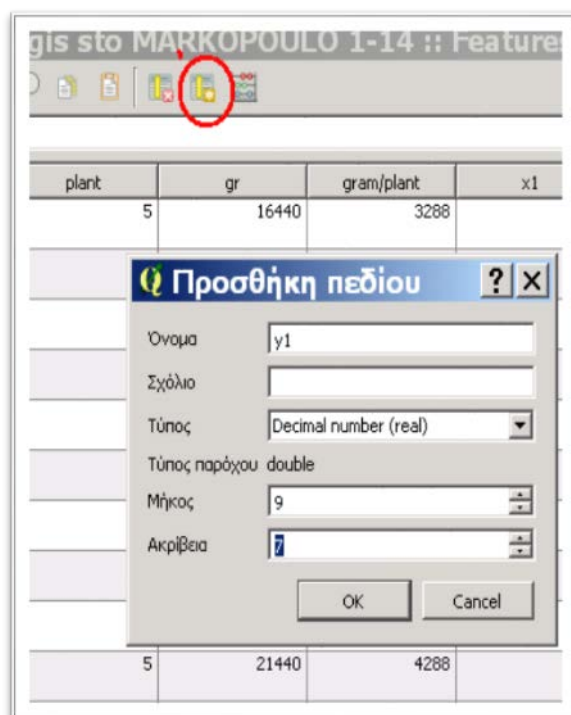 gis sto MARKOPOULO 1-14 :: Features
plant gr gram/plant x1
5 16440 3288
Προσθήκη πεδίου ? X
Όνομα y1
Σχόλιο
Τύπος Decimal number (real)
Τύπος παρόχου double
Μήκος 9
Ακρίβεια 7
OK Cancel
5 21440 4288